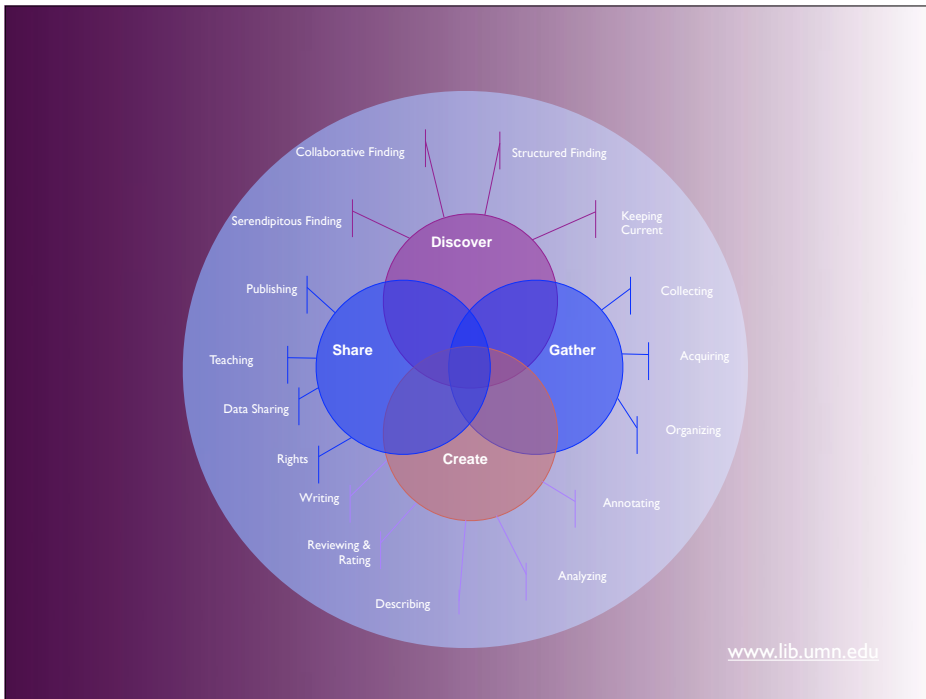 Collaborative Finding
Structured Finding
Serendipitous Finding
Keeping
Current
Discover
Publishing
Collecting
Share
Gather
Teaching
Acquiring
Data Sharing
Organizing
Rights
Create
Writing
Annotating
Reviewing &
Rating
Analyzing
Describing
www.lib.umn.edu